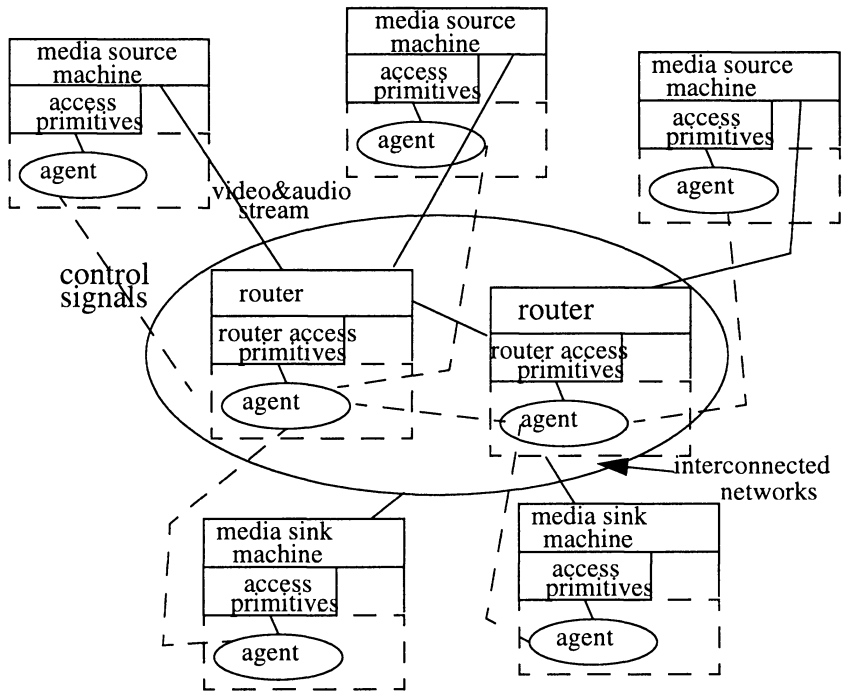 media source
machine
access
primitives
agent
media source
machine
access
primitives
agent
media source
machine
access
primitives
agent
video&audio
stream
control
signals
router
router access
primitives
agent
router
router access
primitives
agent
interconnected
networks
media sink
machine
access
primitives
agent
media sink
machine
access
primitives
agent